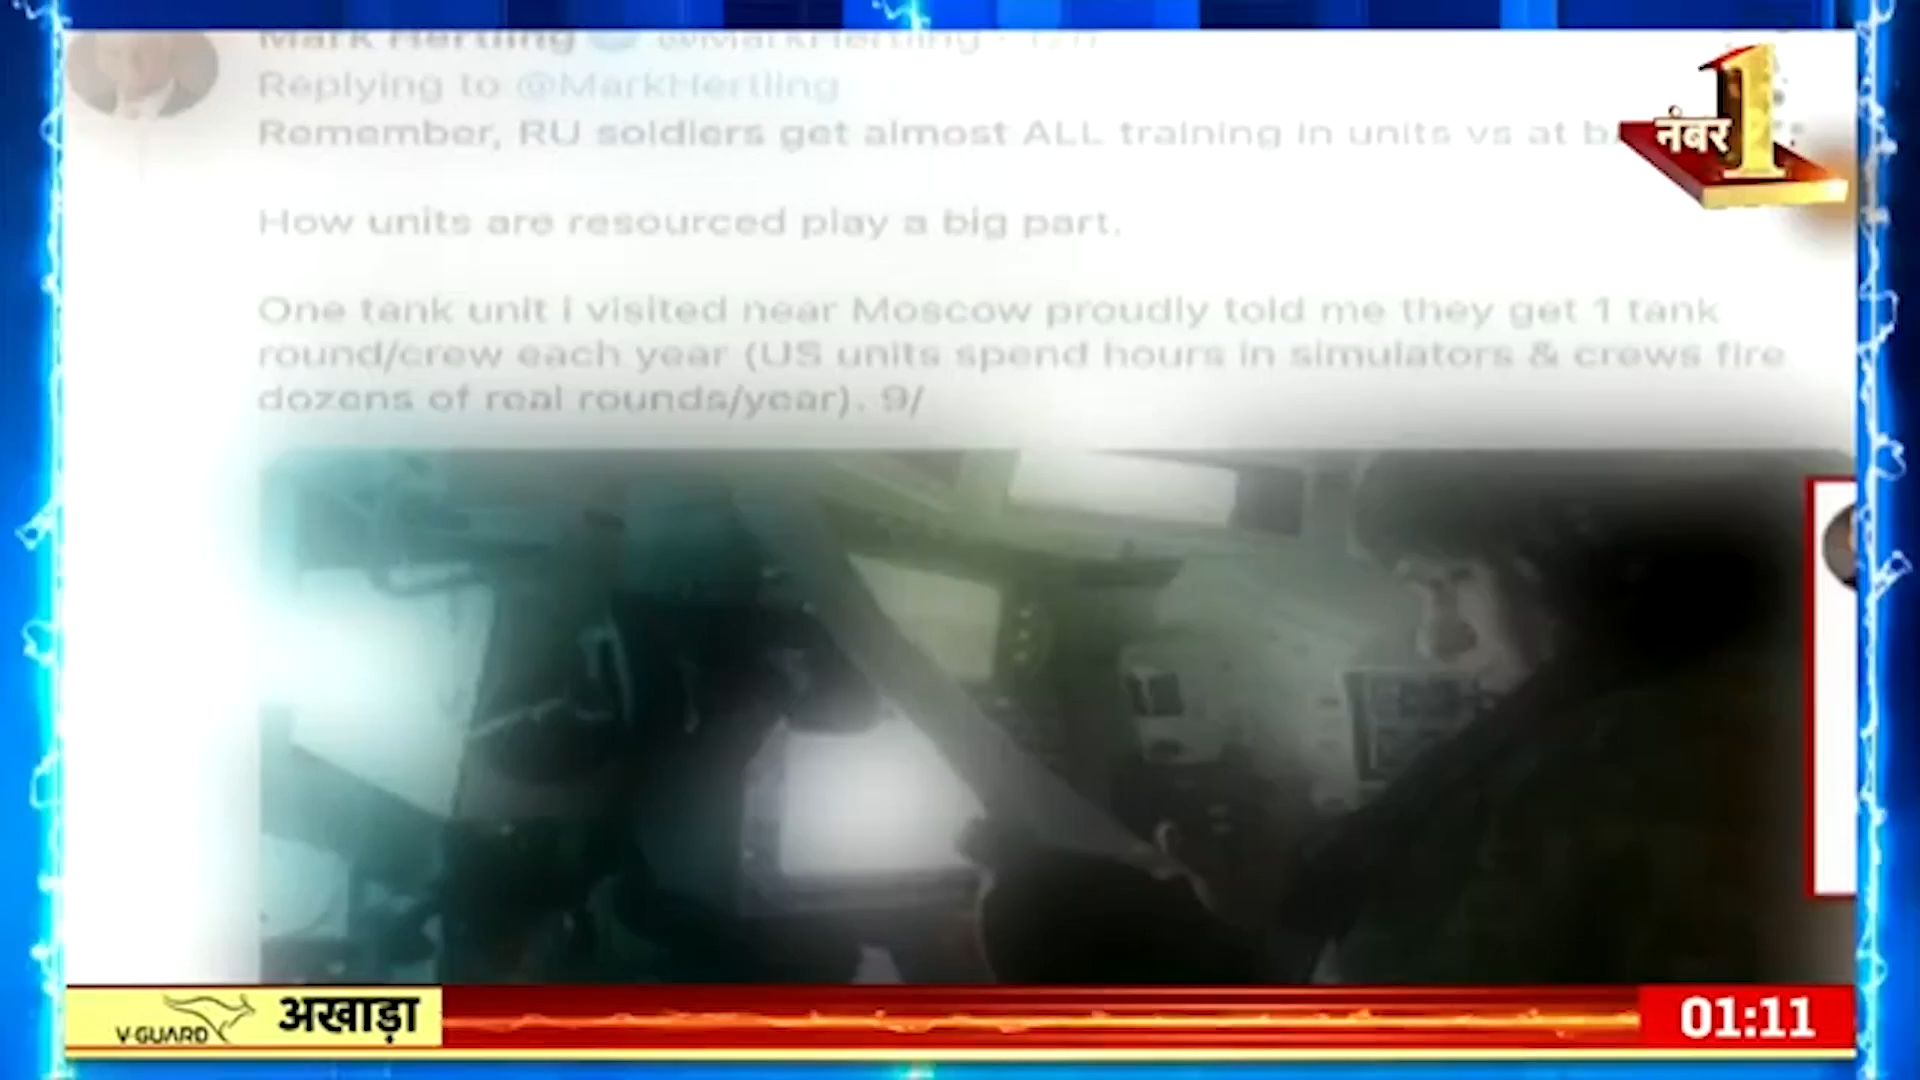 Mark Hertling @MarkHertling
Replying to @MarkHertling
Remember, RU soldiers get almost ALL training in units vs at
How units are resourced play a big part.
One tank unit I visited near Moscow proudly told me they get 1 tank
round/crew each year (US units spend hours in simulators & crews fire
dozens of real rounds/year). 9/
नंबर 1
V-GUARD अखाड़ा
01:11